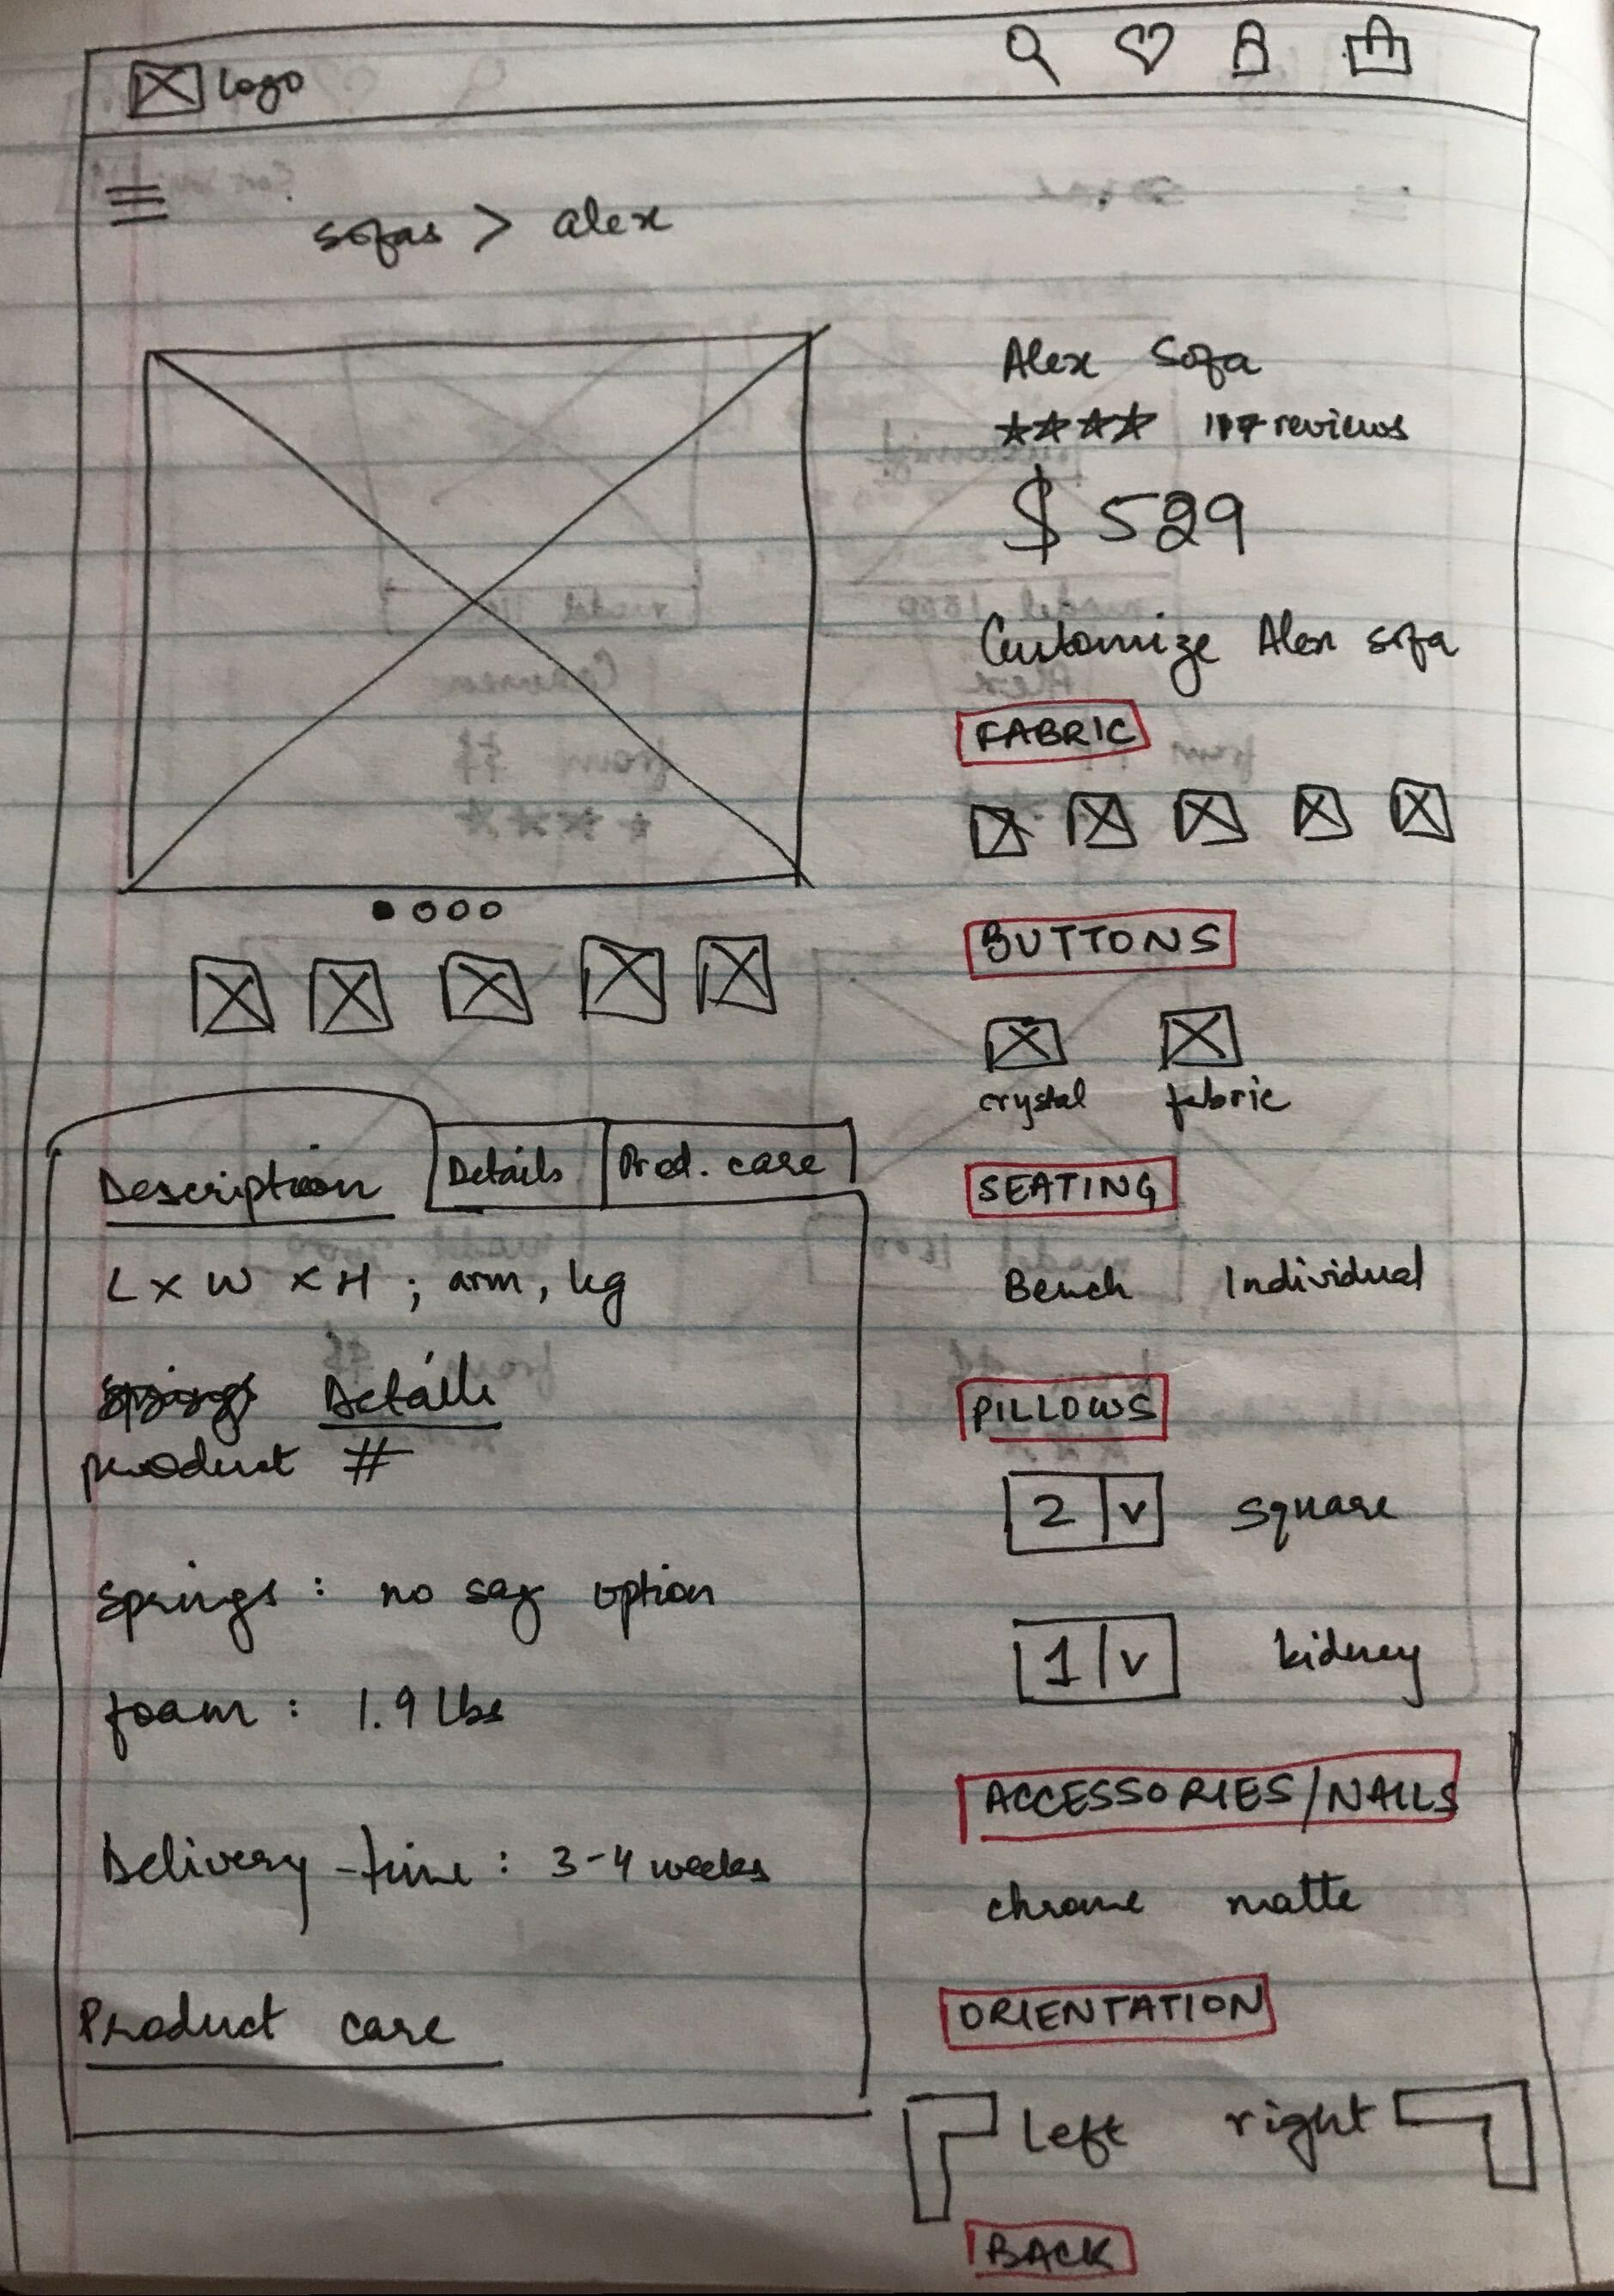 logo
sofas > alex
Alex Sofa
117 reviews
$ 529
Customize Alex sofa
FABRIC
BUTTONS
crystal fabric
SEATING
Bench Individual
PILLOWS
2 v square
1 v kidney
ACCESSORIES/NAILS
chrome matte
ORIENTATION
left right
BACK
Description Details Prod. care
L x W x H ; arm, kg
Details
product #
springs : no sag option
foam : 1.9 lbs
Delivery-time : 3-4 weeks
Product care